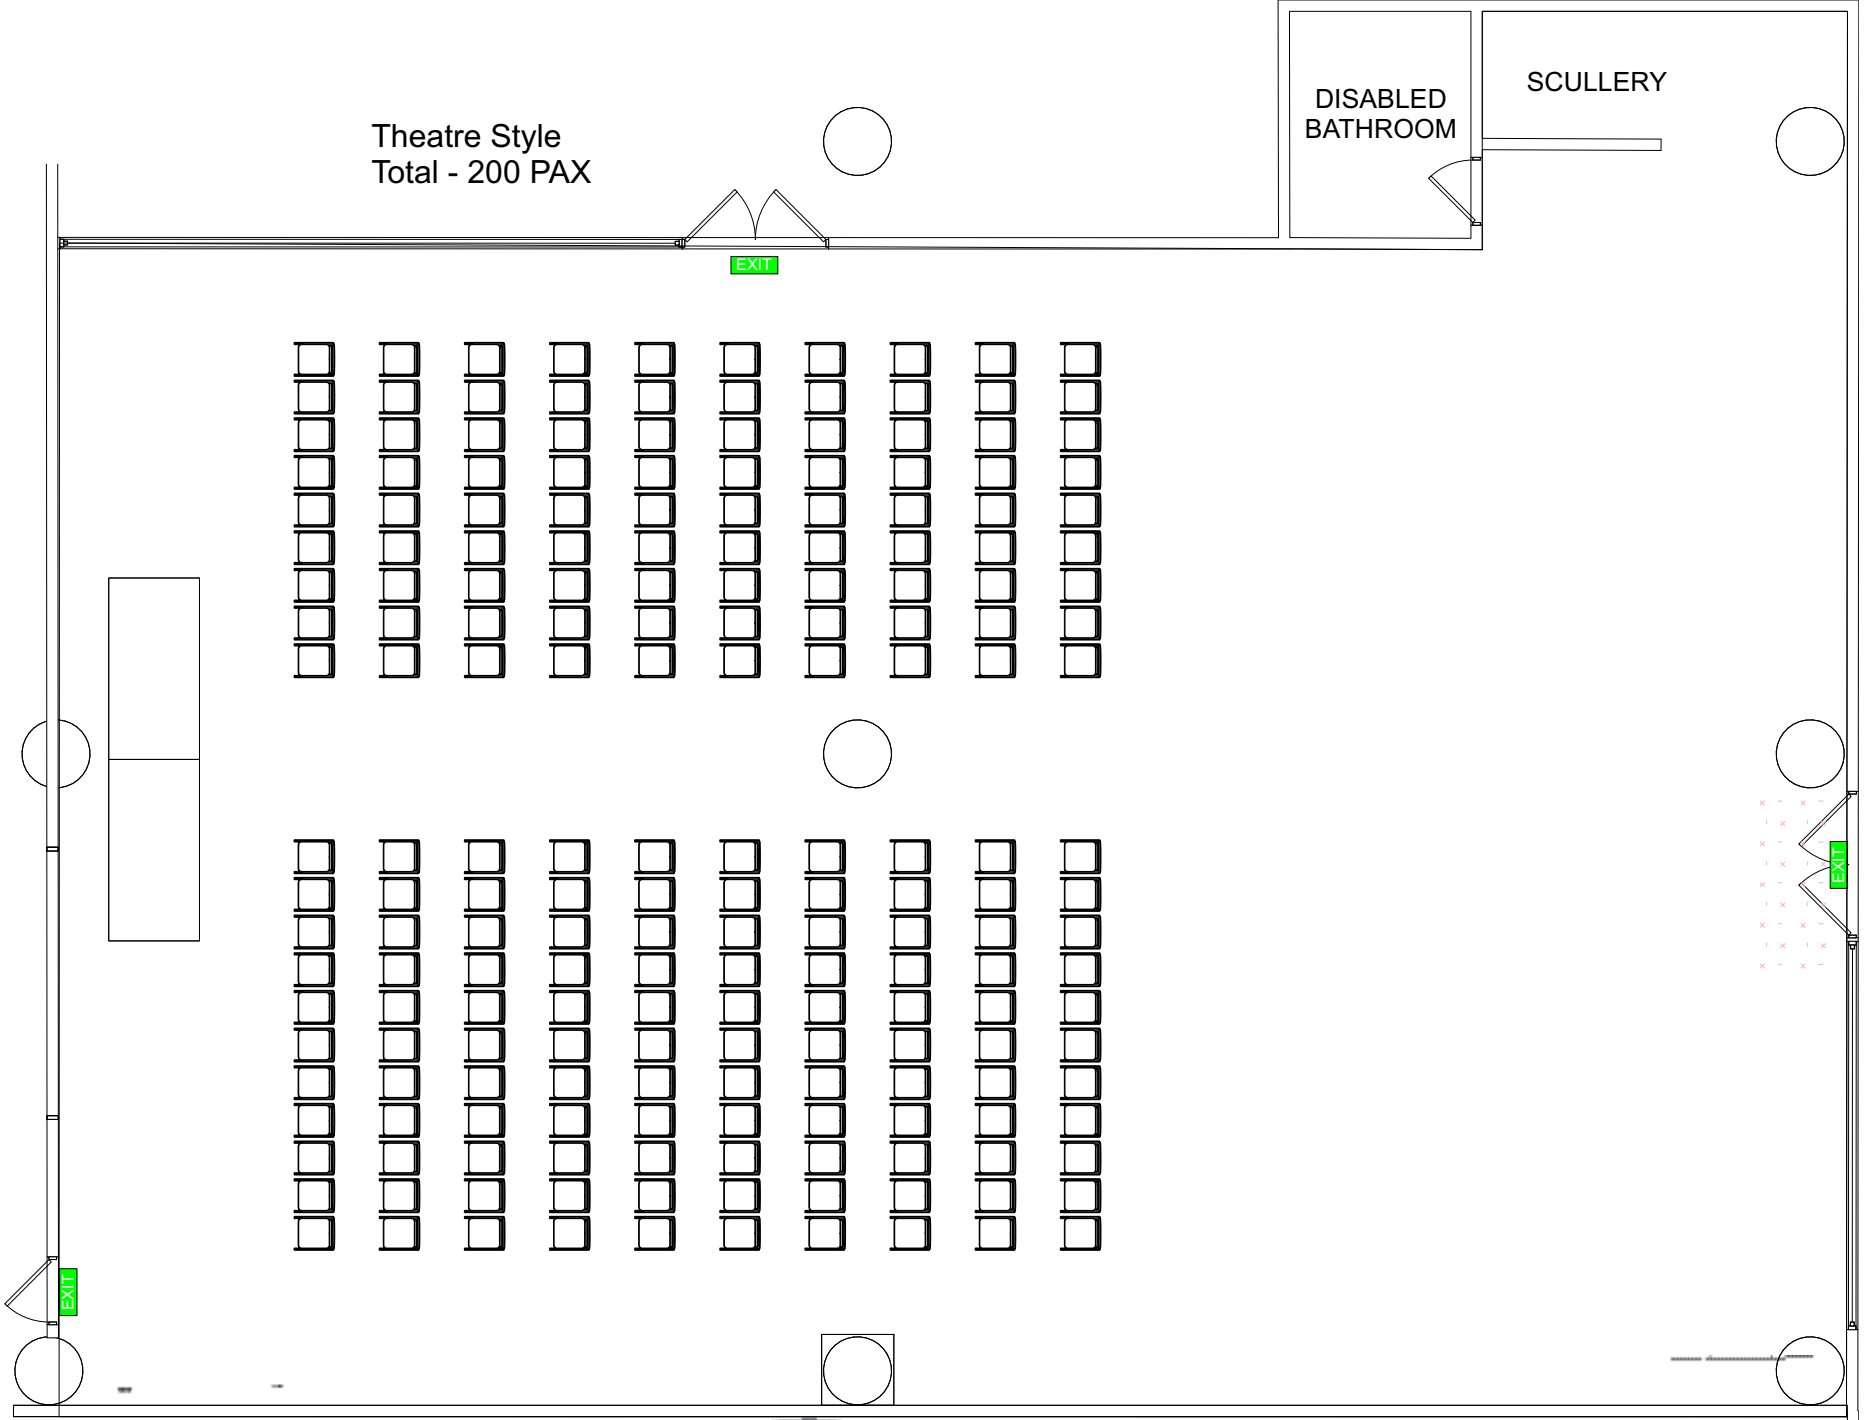 DISABLED
BATHROOM
SCULLERY
Theatre Style
Total - 200 PAX
EXIT
EXIT
EXIT